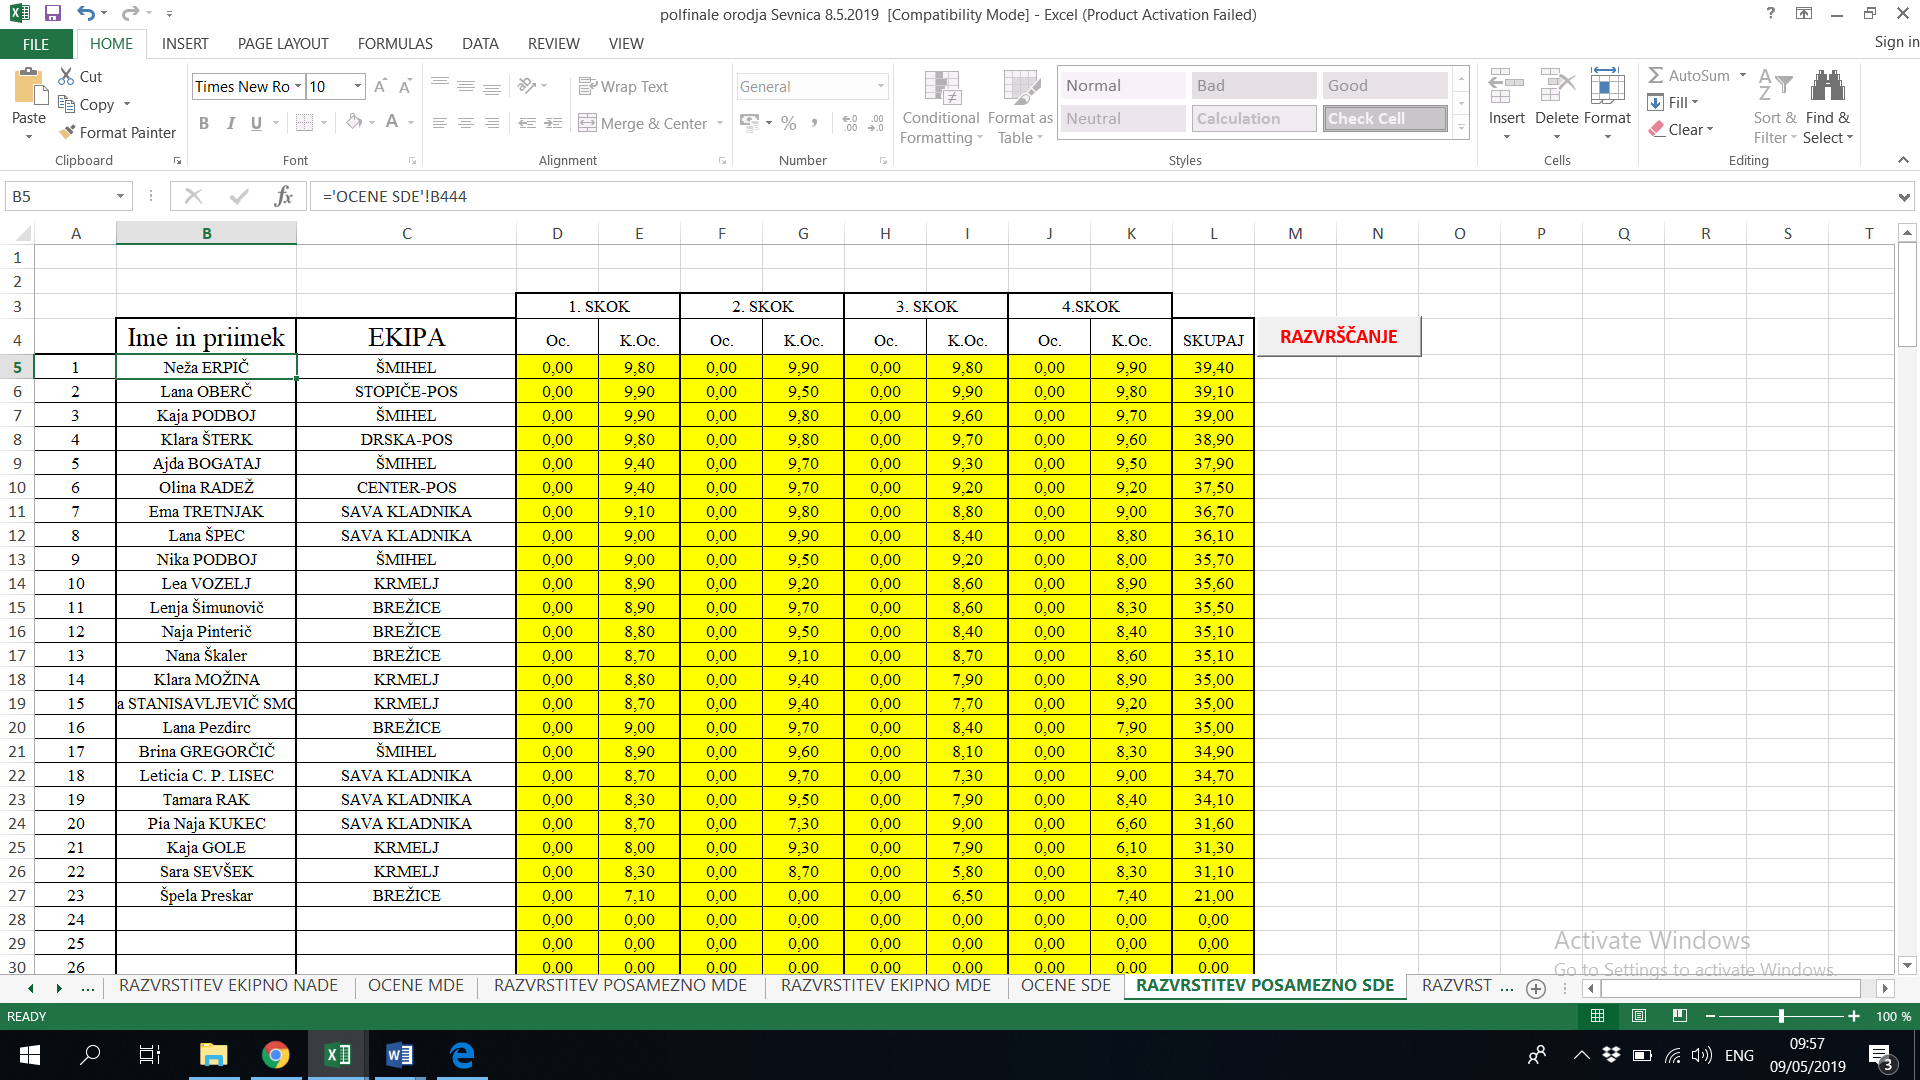 polfinale orodja Sevnica 8.5.2019 [Compatibility Mode] - Excel (Product Activation Failed)
FILE HOME INSERT PAGE LAYOUT FORMULAS DATA REVIEW VIEW Sign in
Paste Cut Copy Format Painter Clipboard
Times New Ro 10 B I U A A A Font
Wrap Text Merge & Center Alignment
General % , Number
Conditional Formatting Format as Table
Normal Bad Good
Neutral Calculation Check Cell
Styles
Insert Delete Format Cells
AutoSum Fill Clear Sort & Filter Find & Select Editing
B5 fx ='OCENE SDE'!B444
A B C D E F G H I J K L M N O P Q R S T
1
2
3 1. SKOK 2. SKOK 3. SKOK 4.SKOK
4 Ime in priimek EKIPA Oc. K.Oc. Oc. K.Oc. Oc. K.Oc. Oc. K.Oc. SKUPAJ RAZVRŠČANJE
5 1 Neža ERPIČ ŠMIHEL 0,00 9,80 0,00 9,90 0,00 9,80 0,00 9,90 39,40
6 2 Lana OBERČ STOPIČE-POS 0,00 9,90 0,00 9,50 0,00 9,90 0,00 9,80 39,10
7 3 Kaja PODBOJ ŠMIHEL 0,00 9,90 0,00 9,80 0,00 9,60 0,00 9,70 39,00
8 4 Klara ŠTERK DRSKA-POS 0,00 9,80 0,00 9,80 0,00 9,70 0,00 9,60 38,90
9 5 Ajda BOGATAJ ŠMIHEL 0,00 9,40 0,00 9,70 0,00 9,30 0,00 9,50 37,90
10 6 Olina RADEŽ CENTER-POS 0,00 9,40 0,00 9,70 0,00 9,20 0,00 9,20 37,50
11 7 Ema TRETNJAK SAVA KLADNIKA 0,00 9,10 0,00 9,80 0,00 8,80 0,00 9,00 36,70
12 8 Lana ŠPEC SAVA KLADNIKA 0,00 9,00 0,00 9,90 0,00 8,40 0,00 8,80 36,10
13 9 Nika PODBOJ ŠMIHEL 0,00 9,00 0,00 9,50 0,00 9,20 0,00 8,00 35,70
14 10 Lea VOZELJ KRMELJ 0,00 8,90 0,00 9,20 0,00 8,60 0,00 8,90 35,60
15 11 Lenja Šimunovič BREŽICE 0,00 8,90 0,00 9,70 0,00 8,60 0,00 8,30 35,50
16 12 Naja Pinterič BREŽICE 0,00 8,80 0,00 9,50 0,00 8,40 0,00 8,40 35,10
17 13 Nana Škaler BREŽICE 0,00 8,70 0,00 9,10 0,00 8,70 0,00 8,60 35,10
18 14 Klara MOŽINA KRMELJ 0,00 8,80 0,00 9,40 0,00 7,90 0,00 8,90 35,00
19 15 a STANISAVLJEVIČ SMO KRMELJ 0,00 8,70 0,00 9,40 0,00 7,70 0,00 9,20 35,00
20 16 Lana Pezdirc BREŽICE 0,00 9,00 0,00 9,70 0,00 8,40 0,00 7,90 35,00
21 17 Brina GREGORČIČ ŠMIHEL 0,00 8,90 0,00 9,60 0,00 8,10 0,00 8,30 34,90
22 18 Leticia C. P. LISEC SAVA KLADNIKA 0,00 8,70 0,00 9,70 0,00 7,30 0,00 9,00 34,70
23 19 Tamara RAK SAVA KLADNIKA 0,00 8,30 0,00 9,50 0,00 7,90 0,00 8,40 34,10
24 20 Pia Naja KUKEC SAVA KLADNIKA 0,00 8,70 0,00 7,30 0,00 9,00 0,00 6,60 31,60
25 21 Kaja GOLE KRMELJ 0,00 8,00 0,00 9,30 0,00 7,90 0,00 6,10 31,30
26 22 Sara SEVŠEK KRMELJ 0,00 8,30 0,00 8,70 0,00 5,80 0,00 8,30 31,10
27 23 Špela Preskar BREŽICE 0,00 7,10 0,00 0,00 0,00 6,50 0,00 7,40 21,00
28 24 0,00 0,00 0,00 0,00 0,00 0,00 0,00 0,00 0,00
29 25 0,00 0,00 0,00 0,00 0,00 0,00 0,00 0,00 0,00
30 26 0,00 0,00 0,00 0,00 0,00 0,00 0,00 0,00 0,00
Activate Windows
Go to Settings to activate Windows.
... RAZVRSTITEV EKIPNO NADE OCENE MDE RAZVRSTITEV POSAMEZNO MDE RAZVRSTITEV EKIPNO MDE OCENE SDE RAZVRSTITEV POSAMEZNO SDE RAZVRST ...
READY 100 %
ENG 09:57
09/05/2019 3